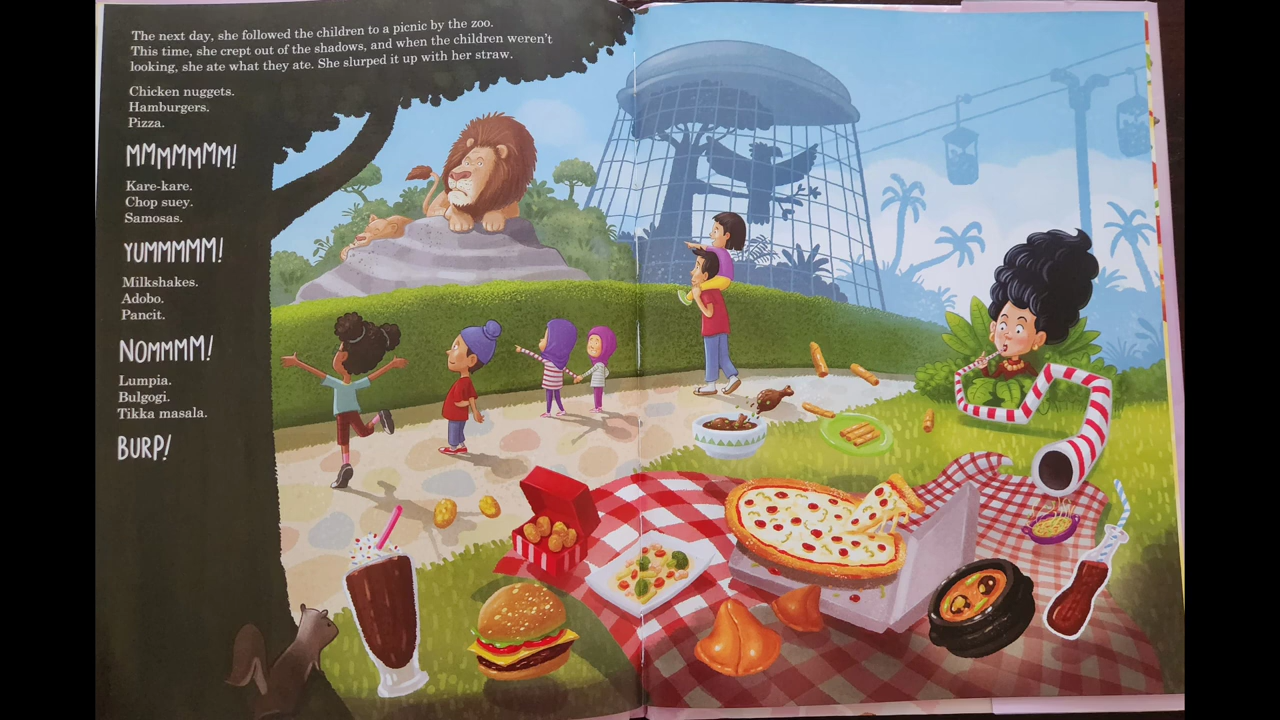 The next day, she followed the children to a picnic by the zoo.
This time, she crept out of the shadows, and when the children weren't
looking, she ate what they ate. She slurped it up with her straw.
Chicken nuggets.
Hamburgers.
Pizza.
MMMMMMM!
Kare-kare.
Chop suey.
Samosas.
YUMMMMM!
Milkshakes.
Adobo.
Pancit.
NOMMMM!
Lumpia.
Bulgogi.
Tikka masala.
BURP!